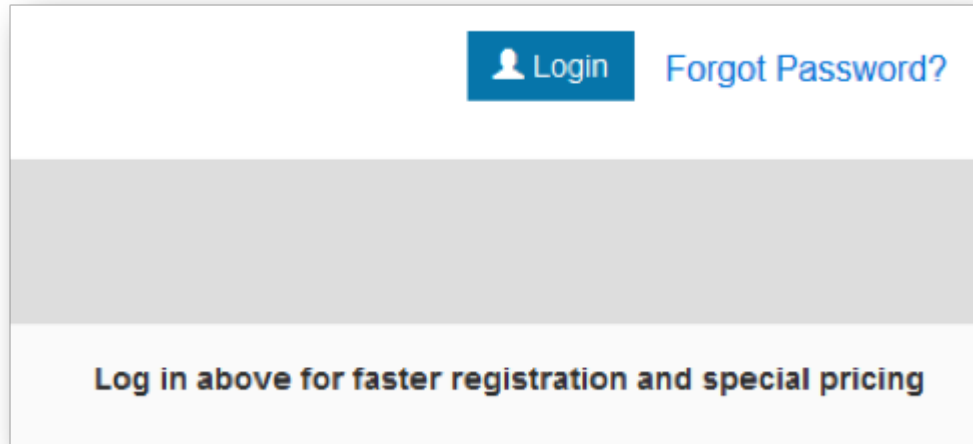 Login Forgot Password?
Log in above for faster registration and special pricing